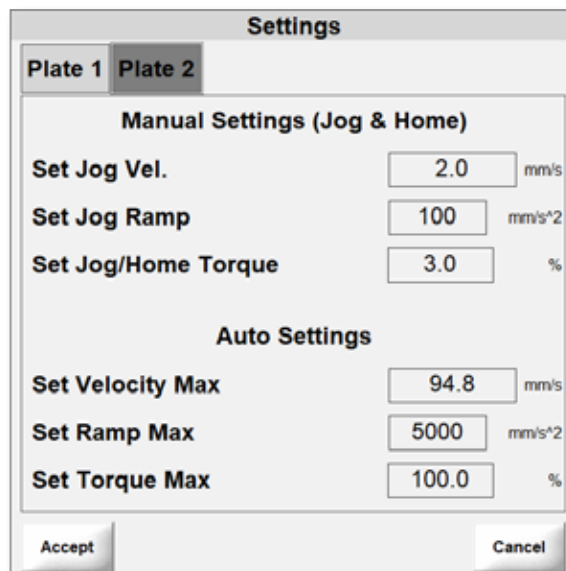 Settings
Plate 1 Plate 2
Manual Settings (Jog & Home)
Set Jog Vel. 2.0 mm/s
Set Jog Ramp 100 mm/s^2
Set Jog/Home Torque 3.0 %
Auto Settings
Set Velocity Max 94.8 mm/s
Set Ramp Max 5000 mm/s^2
Set Torque Max 100.0 %
Accept Cancel